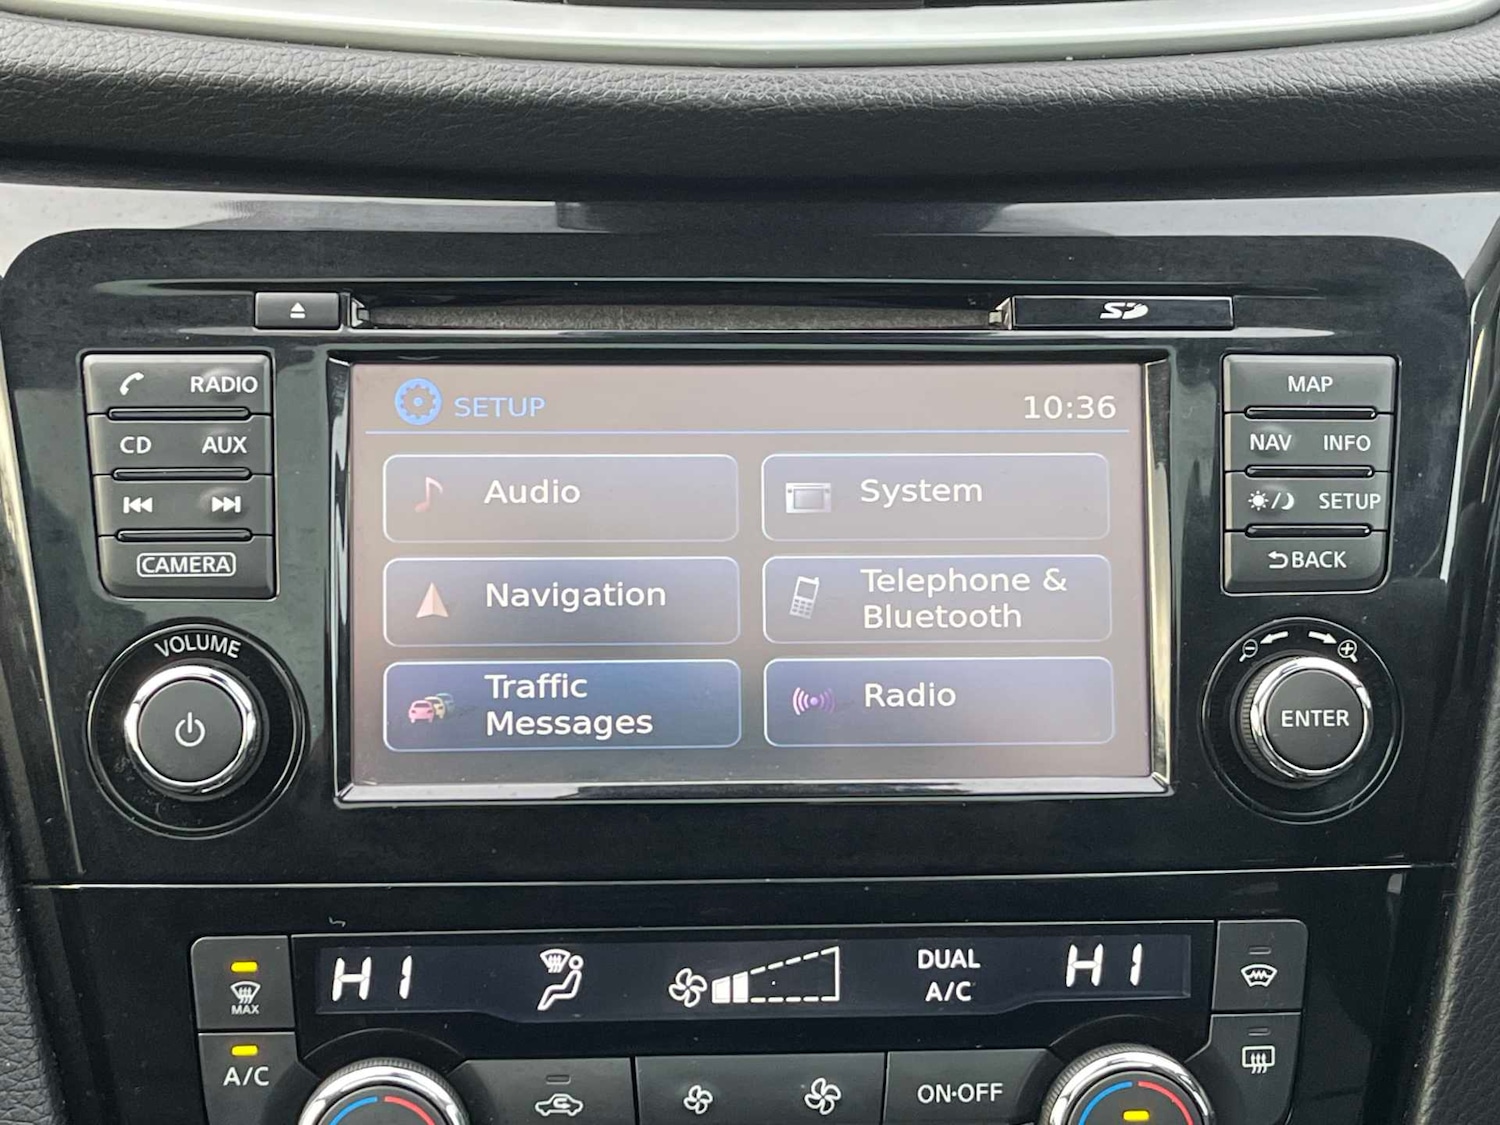 SD
RADIO
CD AUX
CAMERA
VOLUME
SETUP 10:36
Audio
System
Navigation
Telephone &
Bluetooth
Traffic
Messages
Radio
MAP
NAV INFO
SETUP
BACK
ENTER
HI
DUAL
A/C
HI
MAX
A/C
ON·OFF